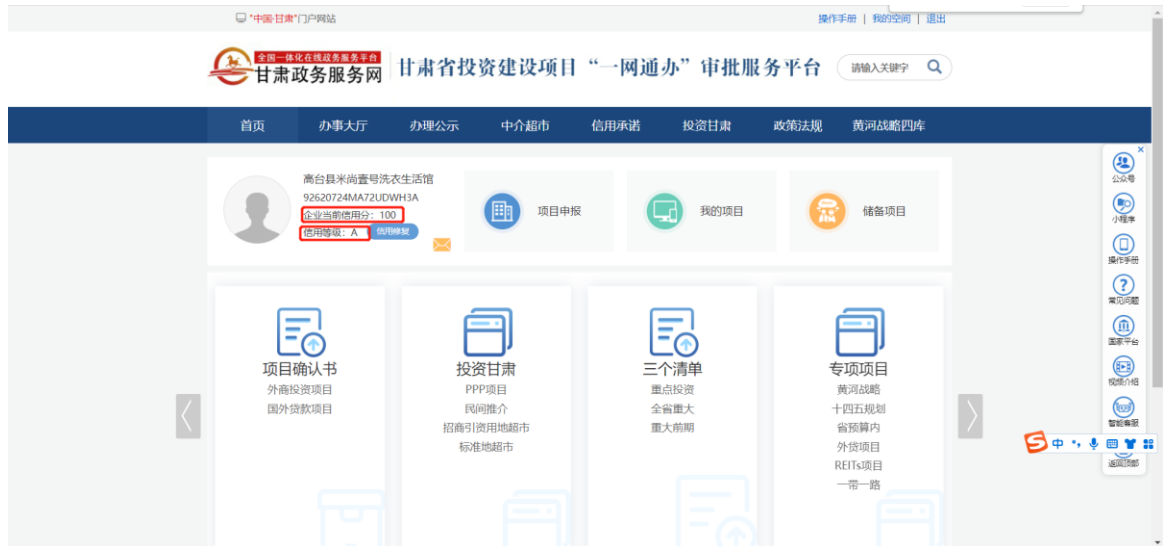 “中国·甘肃”门户网站
操作手册 | 我的空间 | 退出
全国一体化在线政务服务平台
甘肃政务服务网
甘肃省投资建设项目“一网通办”审批服务平台
请输入关键字
首页 办事大厅 办理公示 中介超市 信用承诺 投资甘肃 政策法规 黄河战略四库
高台县米尚壹号洗衣生活馆
92620724MA72UDWH3A
企业当前信用分：100
信用等级：A 信用修复
项目申报
我的项目
储备项目
项目确认书
外商投资项目
国外贷款项目
投资甘肃
PPP项目
民间推介
招商引资用地超市
标准地超市
三个清单
重点投资
全省重大
重大前期
专项项目
黄河战略
十四五规划
省预算内
外贷项目
REITs项目
一带一路
公众号
小程序
操作手册
常见问题
国家平台
视频介绍
智能客服
中
返回顶部